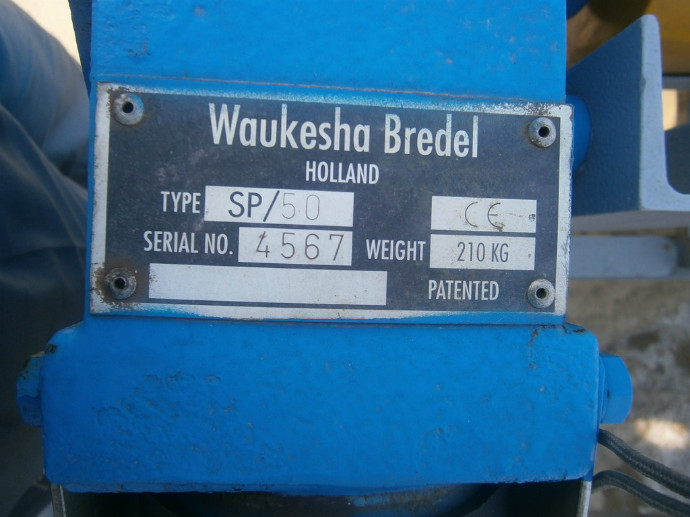 Waukesha Bredel
HOLLAND
TYPE SP/50 CE
SERIAL NO. 4567 WEIGHT 210 KG
PATENTED